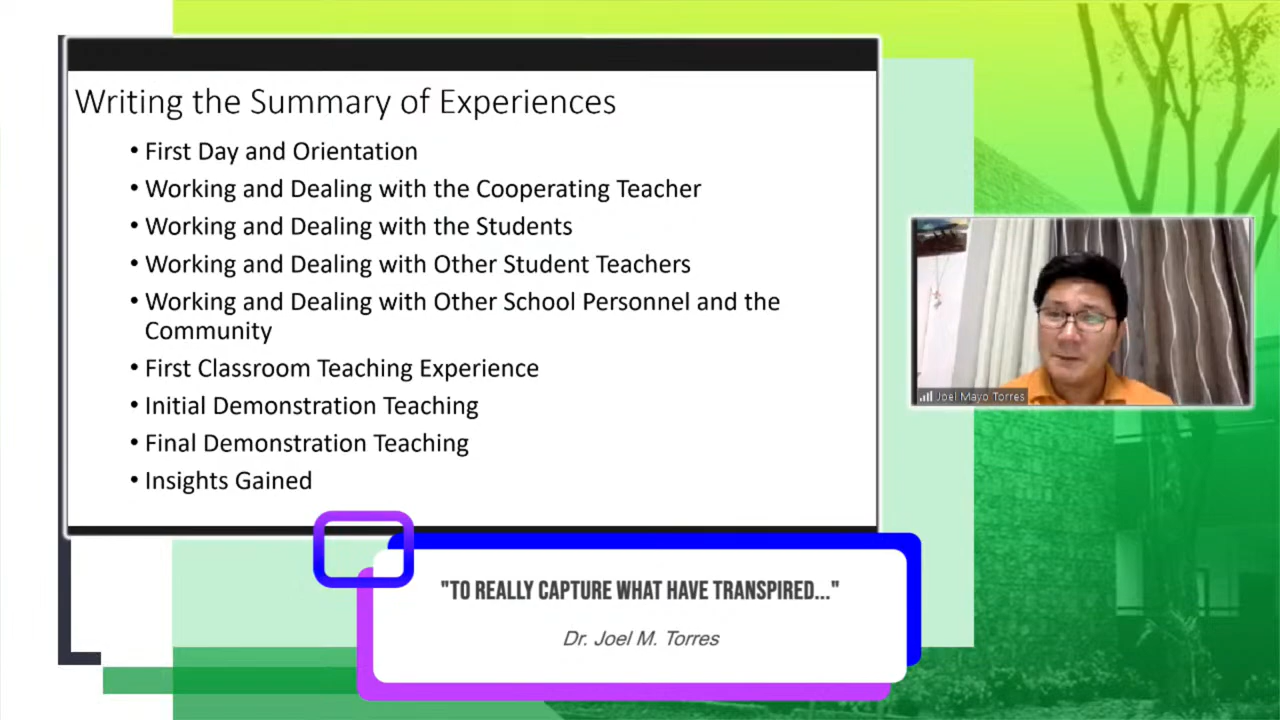 Writing the Summary of Experiences
• First Day and Orientation
• Working and Dealing with the Cooperating Teacher
• Working and Dealing with the Students
• Working and Dealing with Other Student Teachers
• Working and Dealing with Other School Personnel and the
Community
• First Classroom Teaching Experience
• Initial Demonstration Teaching
• Final Demonstration Teaching
• Insights Gained
Joel Mayo Torres
"TO REALLY CAPTURE WHAT HAVE TRANSPIRED..."
Dr. Joel M. Torres